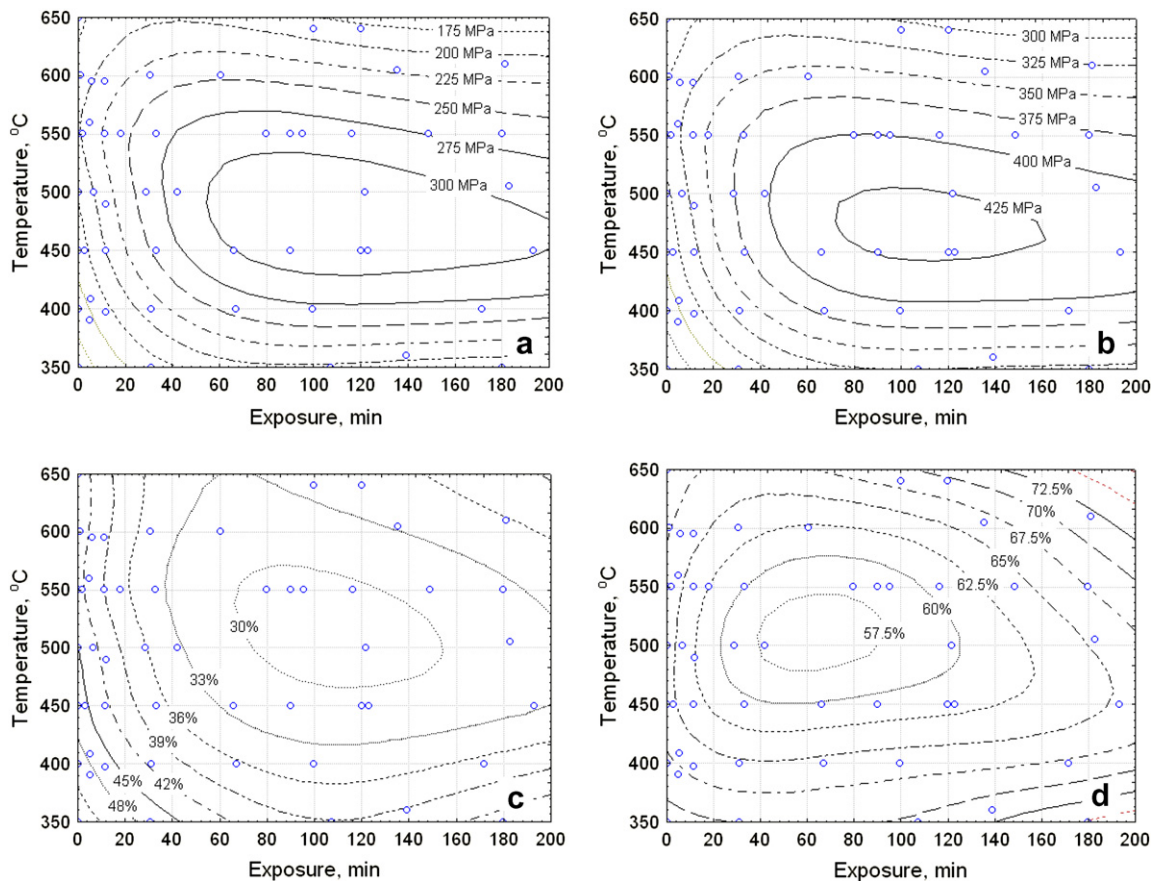 650
600
550
500
450
400
350
Temperature, ⁰C
175 MPa
200 MPa
225 MPa
250 MPa
275 MPa
300 MPa
a
0 20 40 60 80 100 120 140 160 180 200
Exposure, min
650
600
550
500
450
400
350
Temperature, ⁰C
300 MPa
325 MPa
350 MPa
375 MPa
400 MPa
425 MPa
b
0 20 40 60 80 100 120 140 160 180 200
Exposure, min
650
600
550
500
450
400
350
Temperature, ⁰C
30%
33%
36%
39%
42%
45%
48%
c
0 20 40 60 80 100 120 140 160 180 200
Exposure, min
650
600
550
500
450
400
350
Temperature, ⁰C
72.5%
70%
67.5%
65%
62.5%
60%
57.5%
d
0 20 40 60 80 100 120 140 160 180 200
Exposure, min